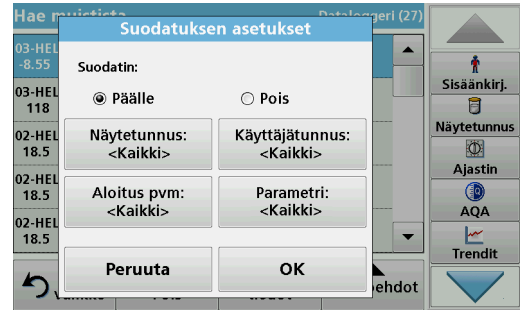 Hae muistista
Dataloggeri (27)
Suodatuksen asetukset
03-HEL
-8.55
03-HEL
118
02-HEL
18.5
02-HEL
18.5
02-HEL
18.5
Suodatin:
Päälle
Pois
Näytetunnus:
<Kaikki>
Käyttäjätunnus:
<Kaikki>
Aloitus pvm:
<Kaikki>
Parametri:
<Kaikki>
Peruuta
OK
Sisäänkirj.
Näytetunnus
Ajastin
AQA
Trendit